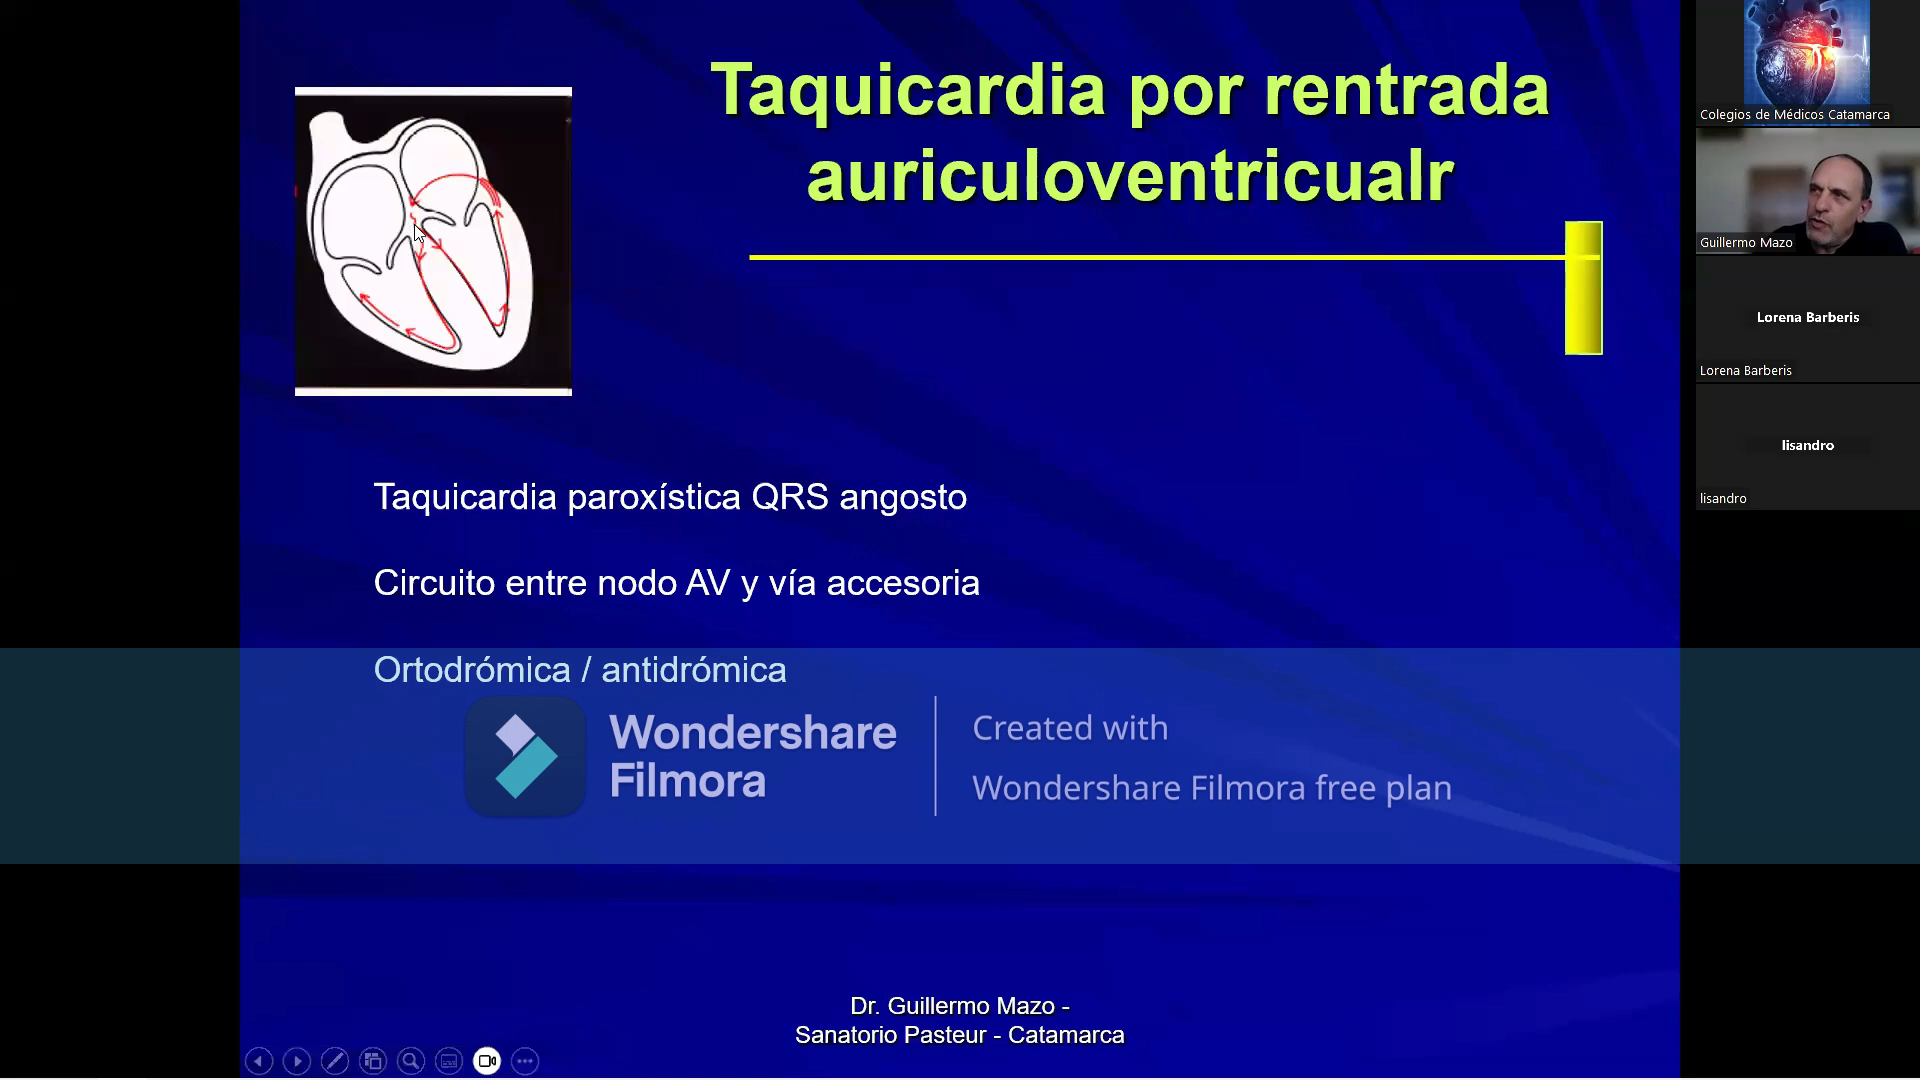 Taquicardia por rentrada
auriculoventricualr
Taquicardia paroxística QRS angosto
Circuito entre nodo AV y vía accesoria
Ortodrómica / antidrómica
Wondershare
Filmora
Created with
Wondershare Filmora free plan
Dr. Guillermo Mazo -
Sanatorio Pasteur - Catamarca
Colegios de Médicos Catamarca
Guillermo Mazo
Lorena Barberis
Lorena Barberis
lisandro
lisandro